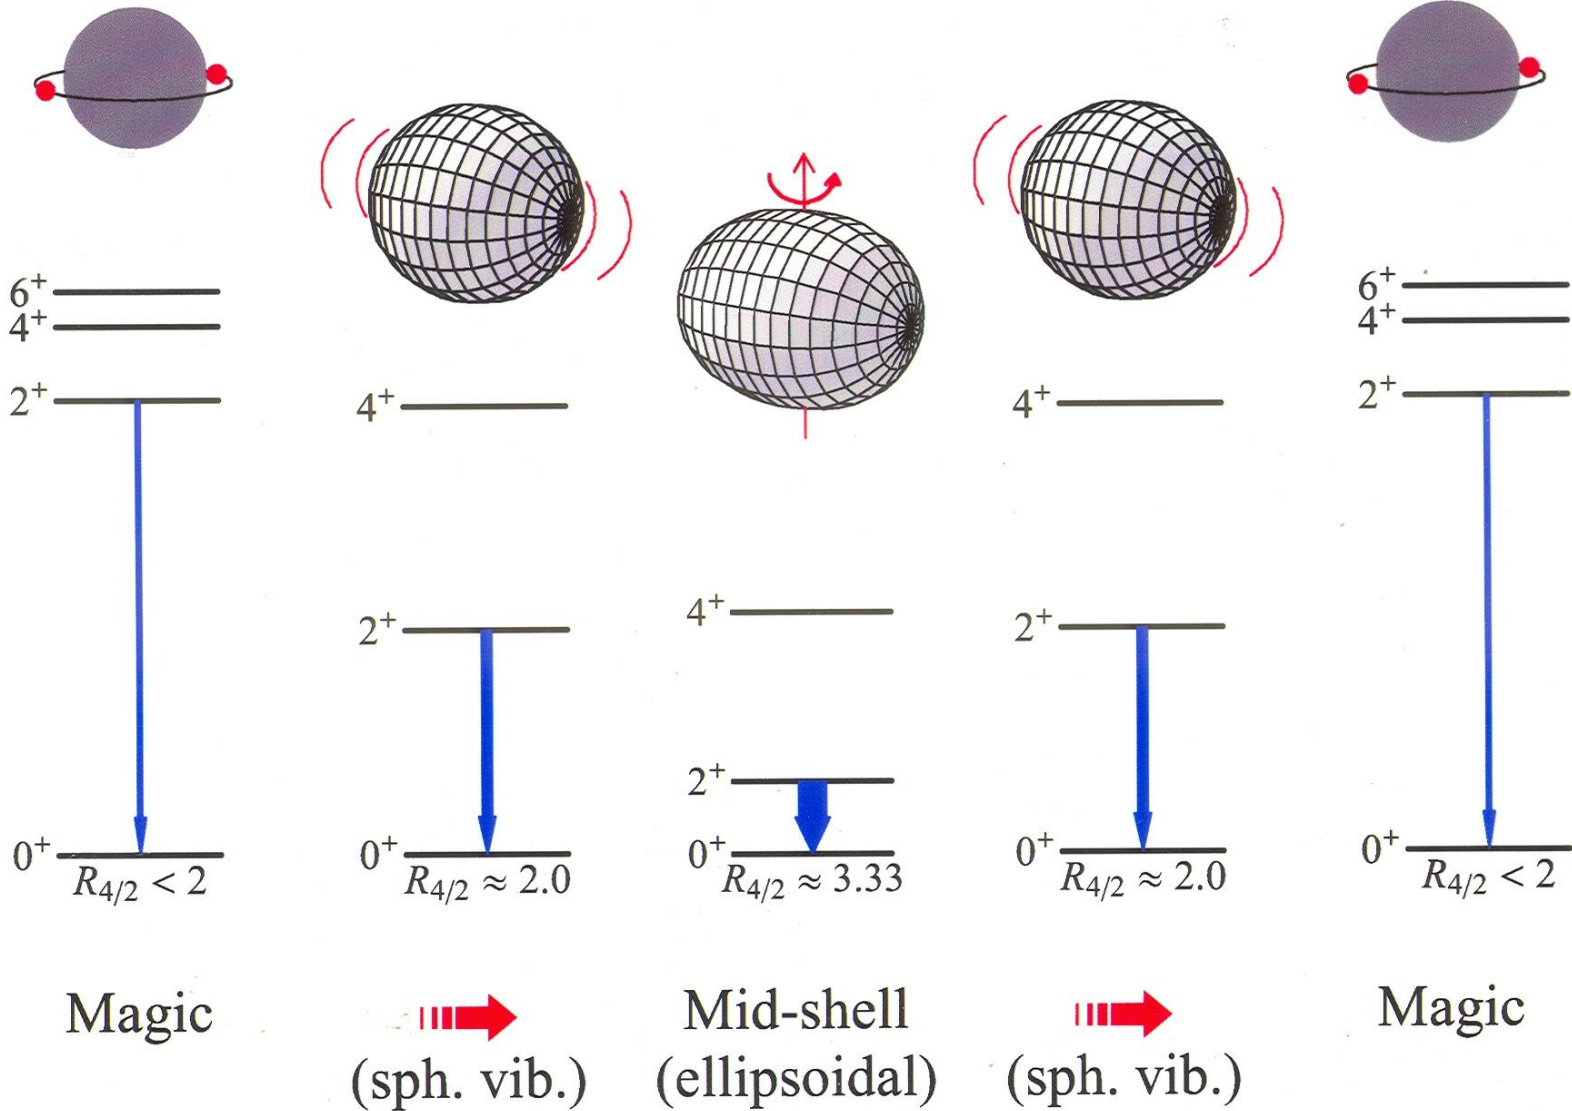 6⁺
4⁺
2⁺
0⁺
R₄/₂ < 2
Magic
4⁺
2⁺
0⁺
R₄/₂ ≈ 2.0
(sph. vib.)
4⁺
2⁺
0⁺
R₄/₂ ≈ 3.33
Mid-shell
(ellipsoidal)
4⁺
2⁺
0⁺
R₄/₂ ≈ 2.0
(sph. vib.)
6⁺
4⁺
2⁺
0⁺
R₄/₂ < 2
Magic